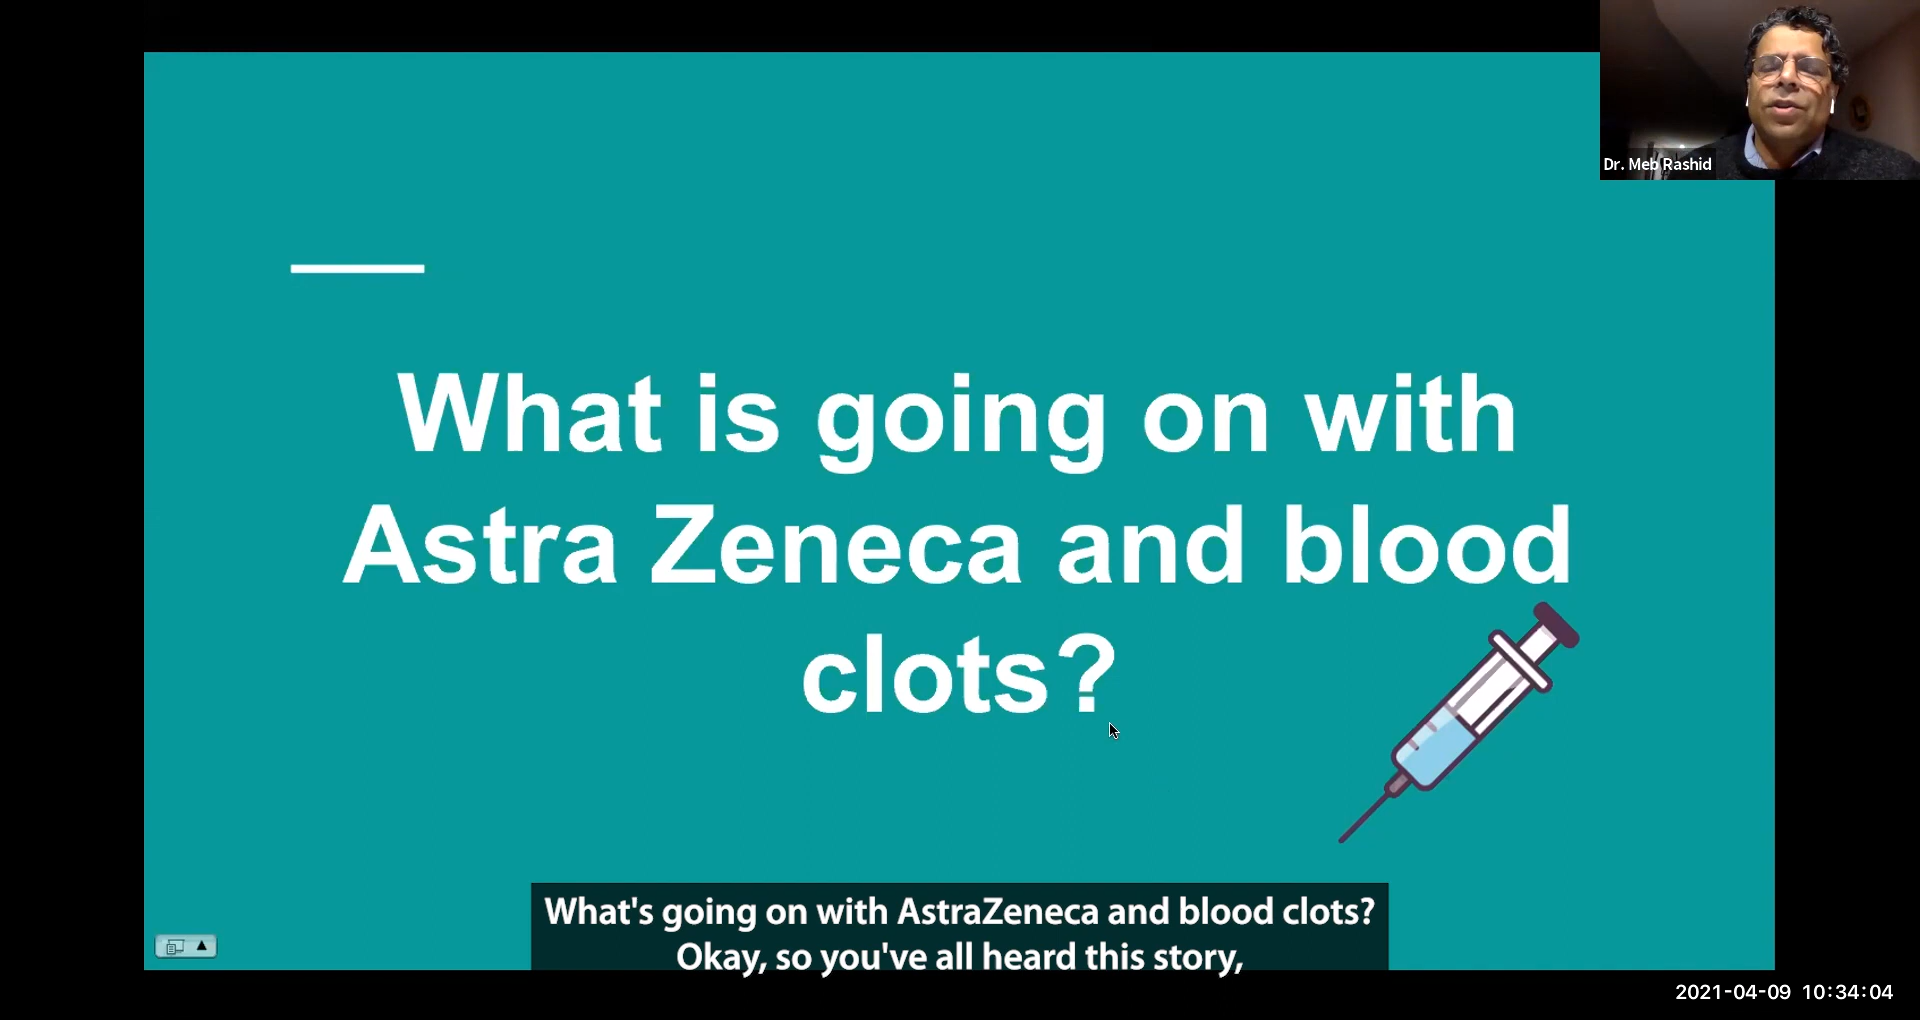 Dr. Meb Rashid
What is going on with
Astra Zeneca and blood
clots?
What's going on with AstraZeneca and blood clots?
Okay, so you've all heard this story,
2021-04-09 10:34:04